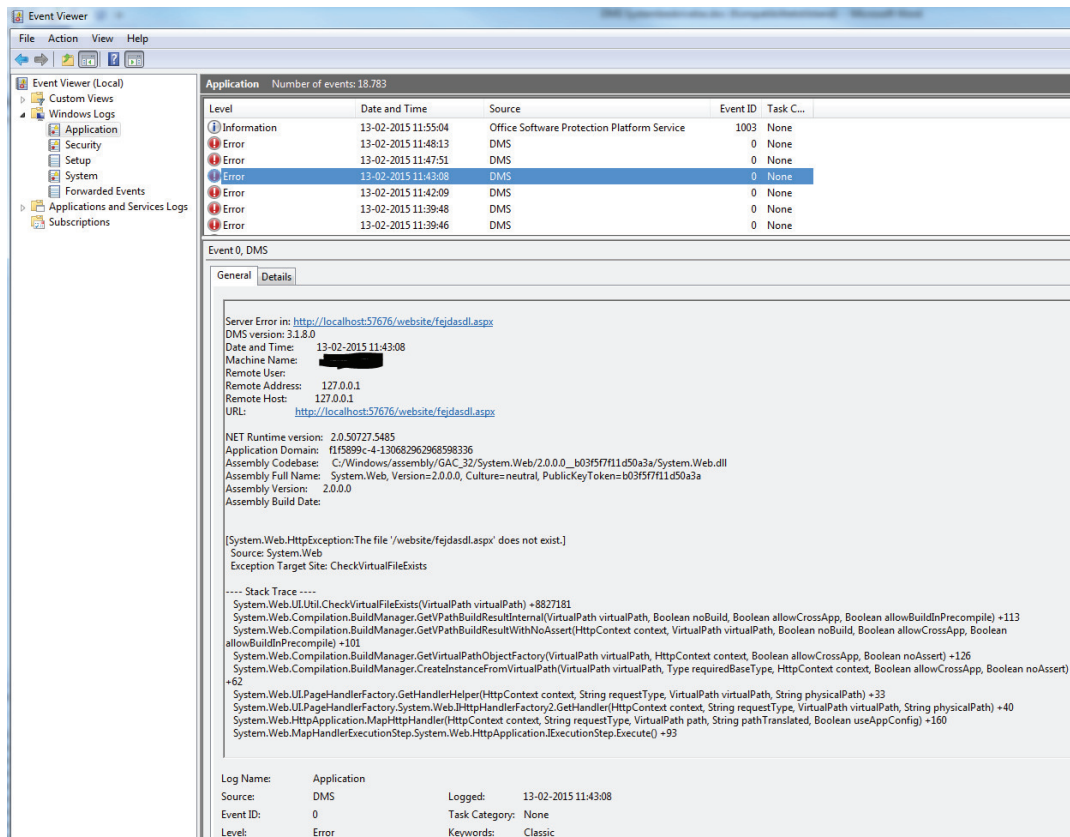 Event Viewer
File Action View Help
Event Viewer (Local)
Custom Views
Windows Logs
Application
Security
Setup
System
Forwarded Events
Applications and Services Logs
Subscriptions
Application Number of events: 18.783
Level Date and Time Source Event ID Task C...
Information 13-02-2015 11:55:04 Office Software Protection Platform Service 1003 None
Error 13-02-2015 11:48:13 DMS 0 None
Error 13-02-2015 11:47:51 DMS 0 None
Error 13-02-2015 11:43:08 DMS 0 None
Error 13-02-2015 11:42:09 DMS 0 None
Error 13-02-2015 11:39:48 DMS 0 None
Error 13-02-2015 11:39:46 DMS 0 None
Event 0, DMS
General Details
Server Error in: http://localhost:57676/website/fejdasdl.aspx
DMS version: 3.1.8.0
Date and Time: 13-02-2015 11:43:08
Machine Name:
Remote User:
Remote Address: 127.0.0.1
Remote Host: 127.0.0.1
URL: http://localhost:57676/website/fejdasdl.aspx
NET Runtime version: 2.0.50727.5485
Application Domain: f1f5899c-4-130682962968598336
Assembly Codebase: C:/Windows/assembly/GAC_32/System.Web/2.0.0.0__b03f5f7f11d50a3a/System.Web.dll
Assembly Full Name: System.Web, Version=2.0.0.0, Culture=neutral, PublicKeyToken=b03f5f7f11d50a3a
Assembly Version: 2.0.0.0
Assembly Build Date:
[System.Web.HttpException:The file '/website/fejdasdl.aspx' does not exist.]
Source: System.Web
Exception Target Site: CheckVirtualFileExists
---- Stack Trace ----
System.Web.UI.Util.CheckVirtualFileExists(VirtualPath virtualPath) +8827181
System.Web.Compilation.BuildManager.GetVPathBuildResultInternal(VirtualPath virtualPath, Boolean noBuild, Boolean allowCrossApp, Boolean allowBuildInPrecompile) +113
System.Web.Compilation.BuildManager.GetVPathBuildResultWithNoAssert(HttpContext context, VirtualPath virtualPath, Boolean noBuild, Boolean allowCrossApp, Boolean
allowBuildInPrecompile) +101
System.Web.Compilation.BuildManager.GetVirtualPathObjectFactory(VirtualPath virtualPath, HttpContext context, Boolean allowCrossApp, Boolean noAssert) +126
System.Web.Compilation.BuildManager.CreateInstanceFromVirtualPath(VirtualPath virtualPath, Type requiredBaseType, HttpContext context, Boolean allowCrossApp, Boolean noAssert)
+62
System.Web.UI.PageHandlerFactory.GetHandlerHelper(HttpContext context, String requestType, VirtualPath virtualPath, String physicalPath) +33
System.Web.UI.PageHandlerFactory.System.Web.IHttpHandlerFactory2.GetHandler(HttpContext context, String requestType, VirtualPath virtualPath, String physicalPath) +40
System.Web.HttpApplication.MapHttpHandler(HttpContext context, String requestType, VirtualPath path, String pathTranslated, Boolean useAppConfig) +160
System.Web.MapHandlerExecutionStep.System.Web.HttpApplication.IExecutionStep.Execute() +93
Log Name: Application
Source: DMS Logged: 13-02-2015 11:43:08
Event ID: 0 Task Category: None
Level: Error Keywords: Classic